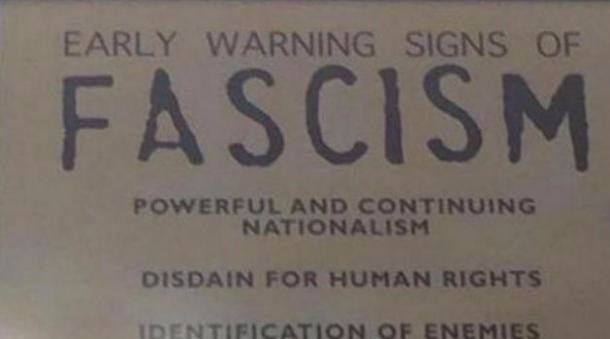 EARLY WARNING SIGNS OF
FASCISM
POWERFUL AND CONTINUING
NATIONALISM
DISDAIN FOR HUMAN RIGHTS
IDENTIFICATION OF ENEMIES